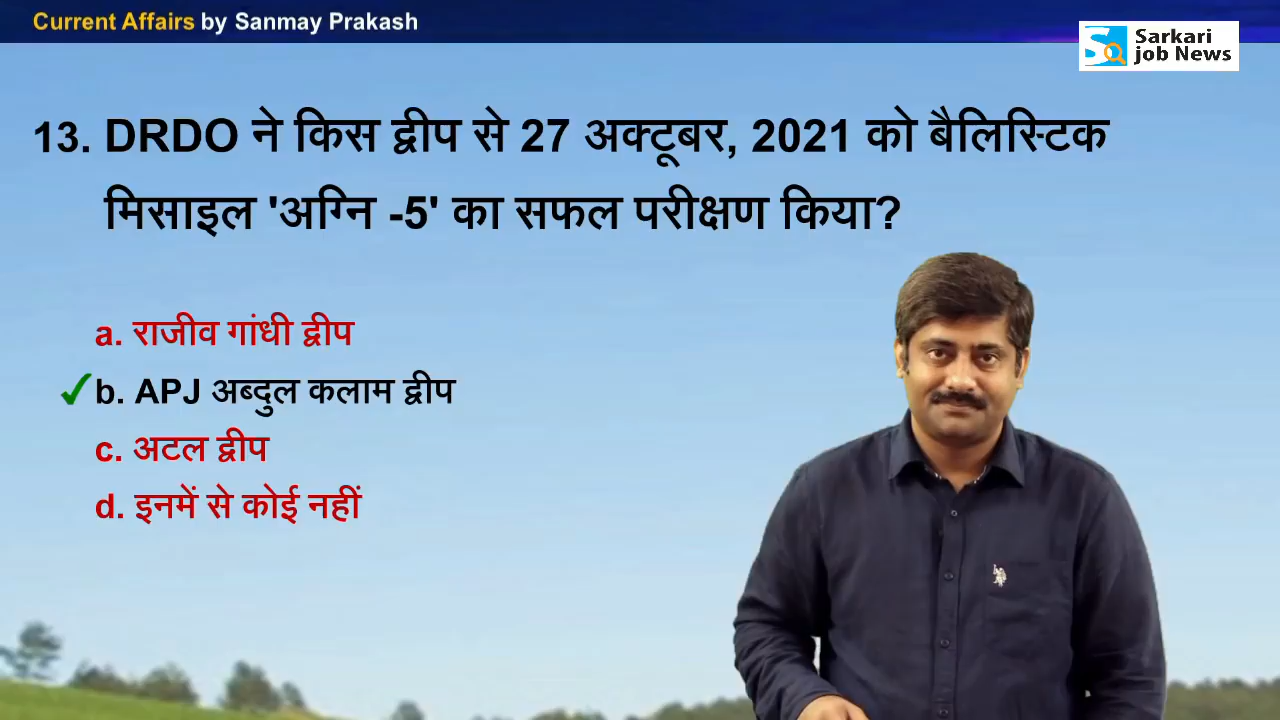 Current Affairs by Sanmay Prakash
Sarkari
Job News
13. DRDO ने किस द्वीप से 27 अक्टूबर, 2021 को बैलिस्टिक
मिसाइल 'अग्नि -5' का सफल परीक्षण किया?
a. राजीव गांधी द्वीप
b. APJ अब्दुल कलाम द्वीप
c. अटल द्वीप
d. इनमें से कोई नहीं